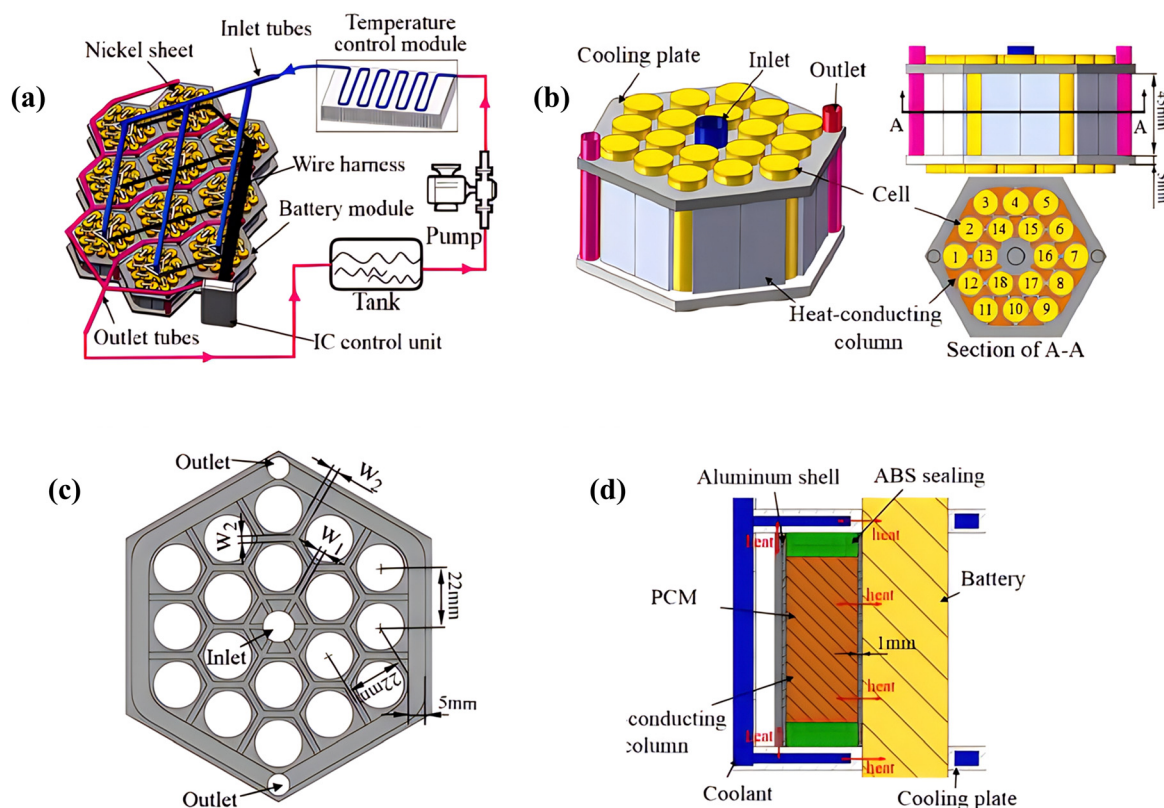 (a)
Nickel sheet
Inlet tubes
Temperature
control module
Wire harness
Battery module
Pump
Tank
Outlet tubes
IC control unit
(b)
Cooling plate
Inlet
Outlet
A
A
45mm
Cell
Heat-conducting
column
3
4
5
2
14
15
6
1
13
16
7
12
18
17
8
11
10
9
Section of A-A
(c)
Outlet
W2
W2
W1
22mm
Inlet
22mm
5mm
Outlet
(d)
Aluminum shell
ABS sealing
heat
heat
PCM
heat
Battery
1mm
heat
-conducting
column
heat
heat
Coolant
Cooling plate